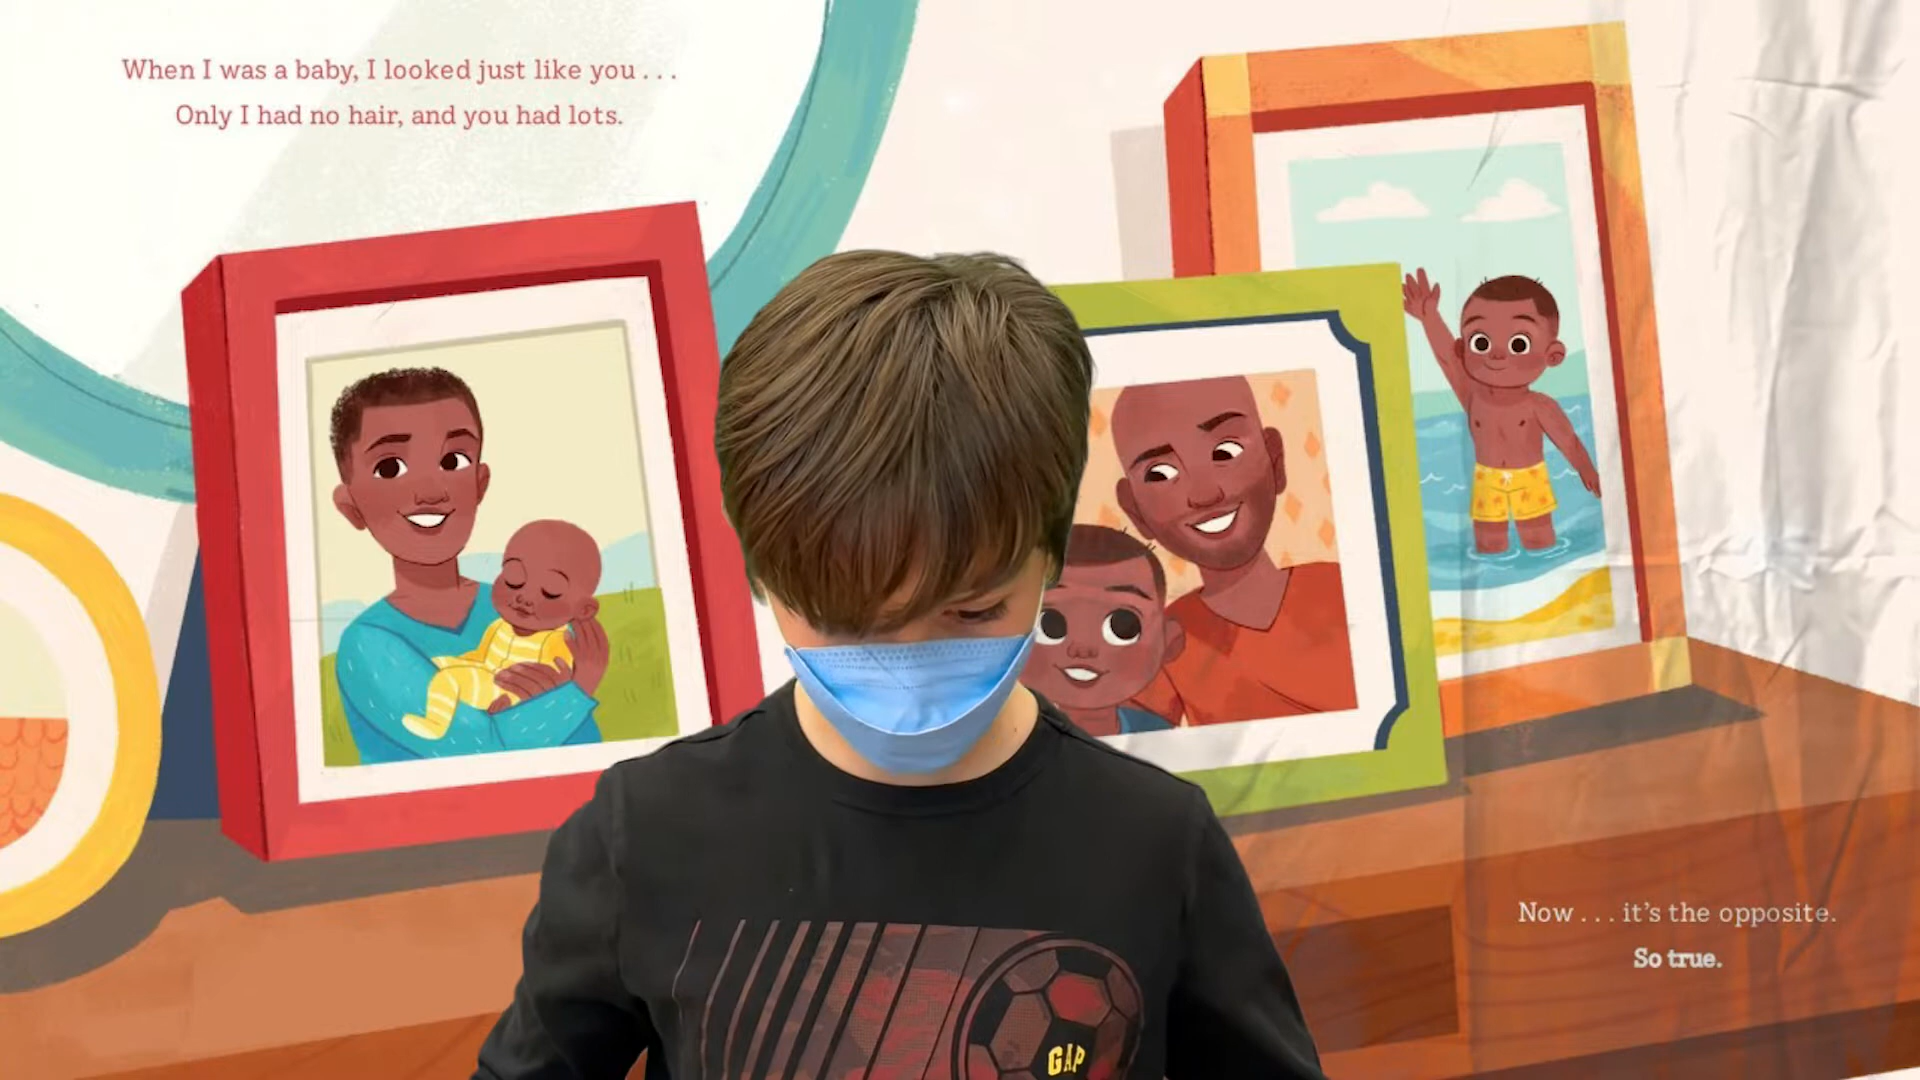 When I was a baby, I looked just like you . . .
Only I had no hair, and you had lots.
Now . . . it's the opposite.
So true.
GAP